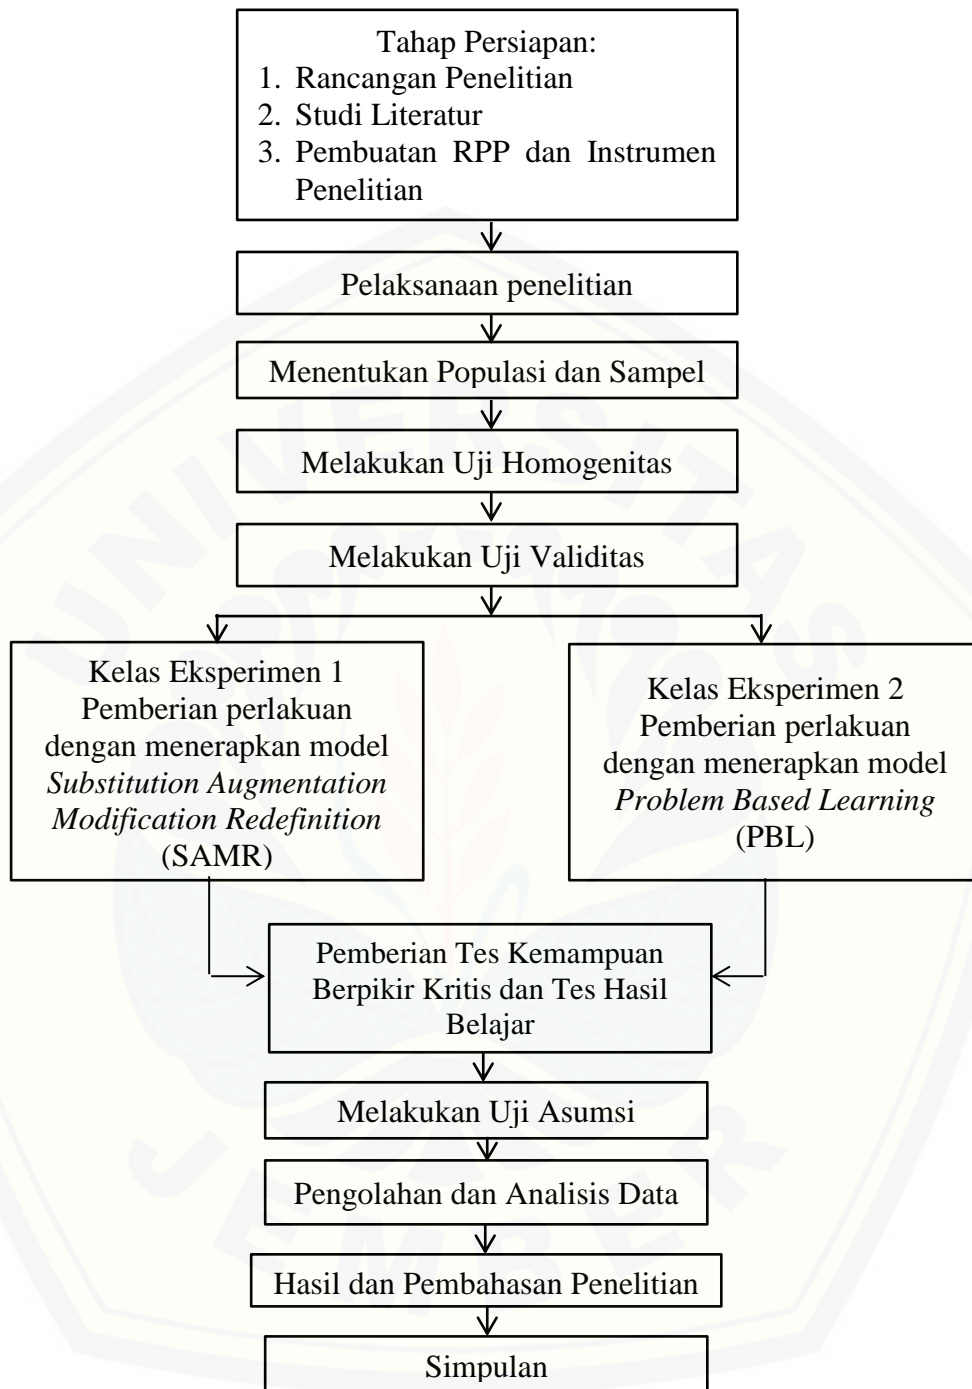 Tahap Persiapan:
1. Rancangan Penelitian
2. Studi Literatur
3. Pembuatan RPP dan Instrumen
Penelitian
Pelaksanaan penelitian
Menentukan Populasi dan Sampel
Melakukan Uji Homogenitas
Melakukan Uji Validitas
Kelas Eksperimen 1
Pemberian perlakuan
dengan menerapkan model
Substitution Augmentation
Modification Redefinition
(SAMR)
Kelas Eksperimen 2
Pemberian perlakuan
dengan menerapkan model
Problem Based Learning
(PBL)
Pemberian Tes Kemampuan
Berpikir Kritis dan Tes Hasil
Belajar
Melakukan Uji Asumsi
Pengolahan dan Analisis Data
Hasil dan Pembahasan Penelitian
Simpulan
UNIVERSITAS
JEMBER